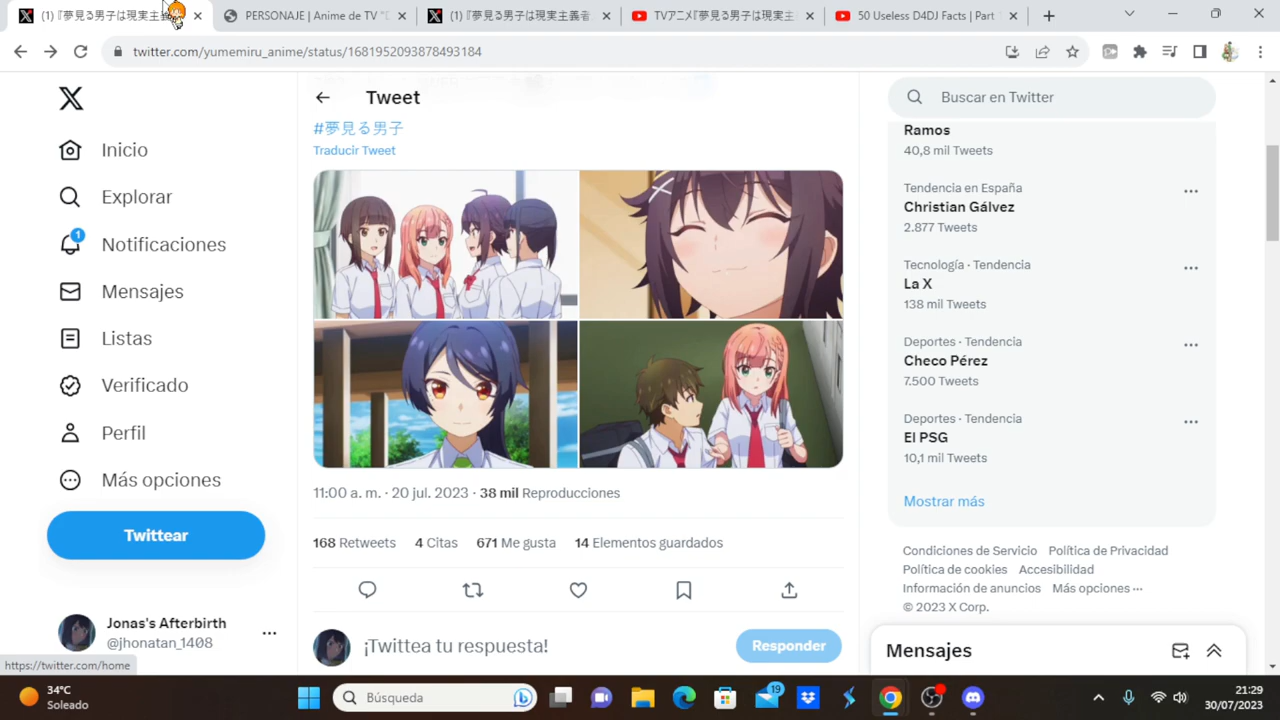 (1) 『夢見る男子は現実主
PERSONAJE | Anime de TV "D
(1) 『夢見る男子は現実主義者
TVアニメ『夢見る男子は現実主
50 Useless D4DJ Facts | Part
twitter.com/yumemiru_anime/status/1681952093878493184
Tweet
#夢見る男子
Traducir Tweet
Inicio
Explorar
1
Notificaciones
Mensajes
Listas
Verificado
Perfil
Más opciones
Twittear
Jonas's Afterbirth
@jhonatan_1408
https://twitter.com/home
11:00 a. m. · 20 jul. 2023 · 38 mil Reproducciones
168 Retweets 4 Citas 671 Me gusta 14 Elementos guardados
¡Twittea tu respuesta!
Responder
Buscar en Twitter
Ramos
40,8 mil Tweets
Tendencia en España
Christian Gálvez
2.877 Tweets
Tecnología · Tendencia
La X
138 mil Tweets
Deportes · Tendencia
Checo Pérez
7.500 Tweets
Deportes · Tendencia
El PSG
10,1 mil Tweets
Mostrar más
Condiciones de Servicio Política de Privacidad
Política de cookies Accesibilidad
Información de anuncios Más opciones ···
© 2023 X Corp.
Mensajes
34°C
Soleado
Búsqueda
19
21:29
30/07/2023